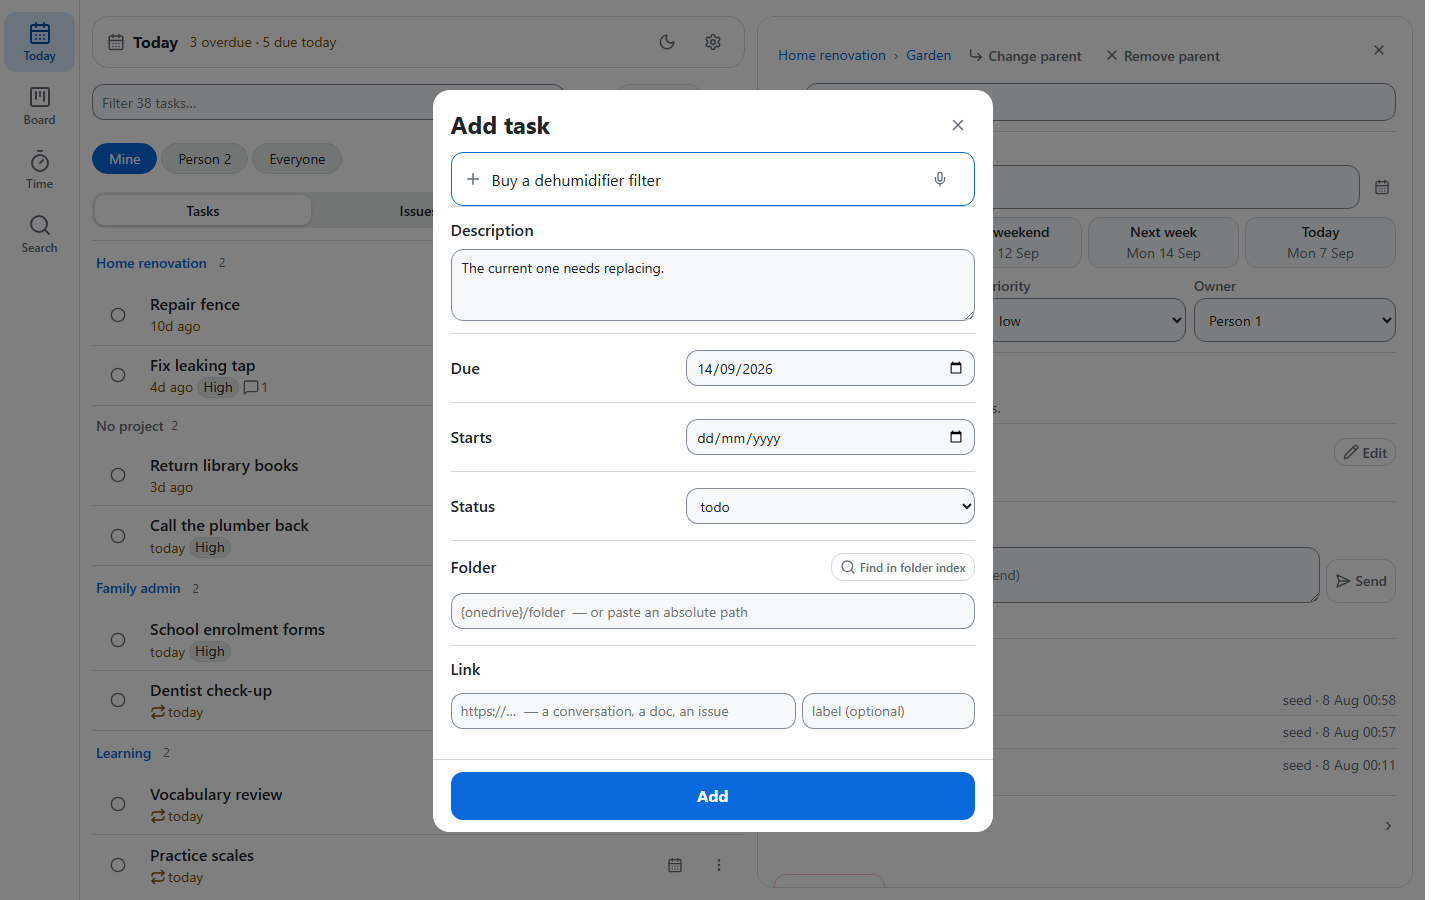 Today
Board
Time
Search
Today 3 overdue · 5 due today
Filter 38 tasks...
Mine Person 2 Everyone
Tasks Issues
Home renovation 2
Repair fence
10d ago
Fix leaking tap
4d ago High 1
No project 2
Return library books
3d ago
Call the plumber back
today High
Family admin 2
School enrolment forms
today High
Dentist check-up
today
Learning 2
Vocabulary review
today
Practice scales
today
Add task
Buy a dehumidifier filter
Description
The current one needs replacing.
Due 14/09/2026
Starts dd/mm/yyyy
Status todo
Folder Find in folder index
{onedrive}/folder — or paste an absolute path
Link
https://... — a conversation, a doc, an issue label (optional)
Add
Home renovation › Garden Change parent Remove parent
weekend Next week Today
12 Sep Mon 14 Sep Mon 7 Sep
Owner
low Person 1
Edit
Send
seed · 8 Aug 00:58
seed · 8 Aug 00:57
seed · 8 Aug 00:11